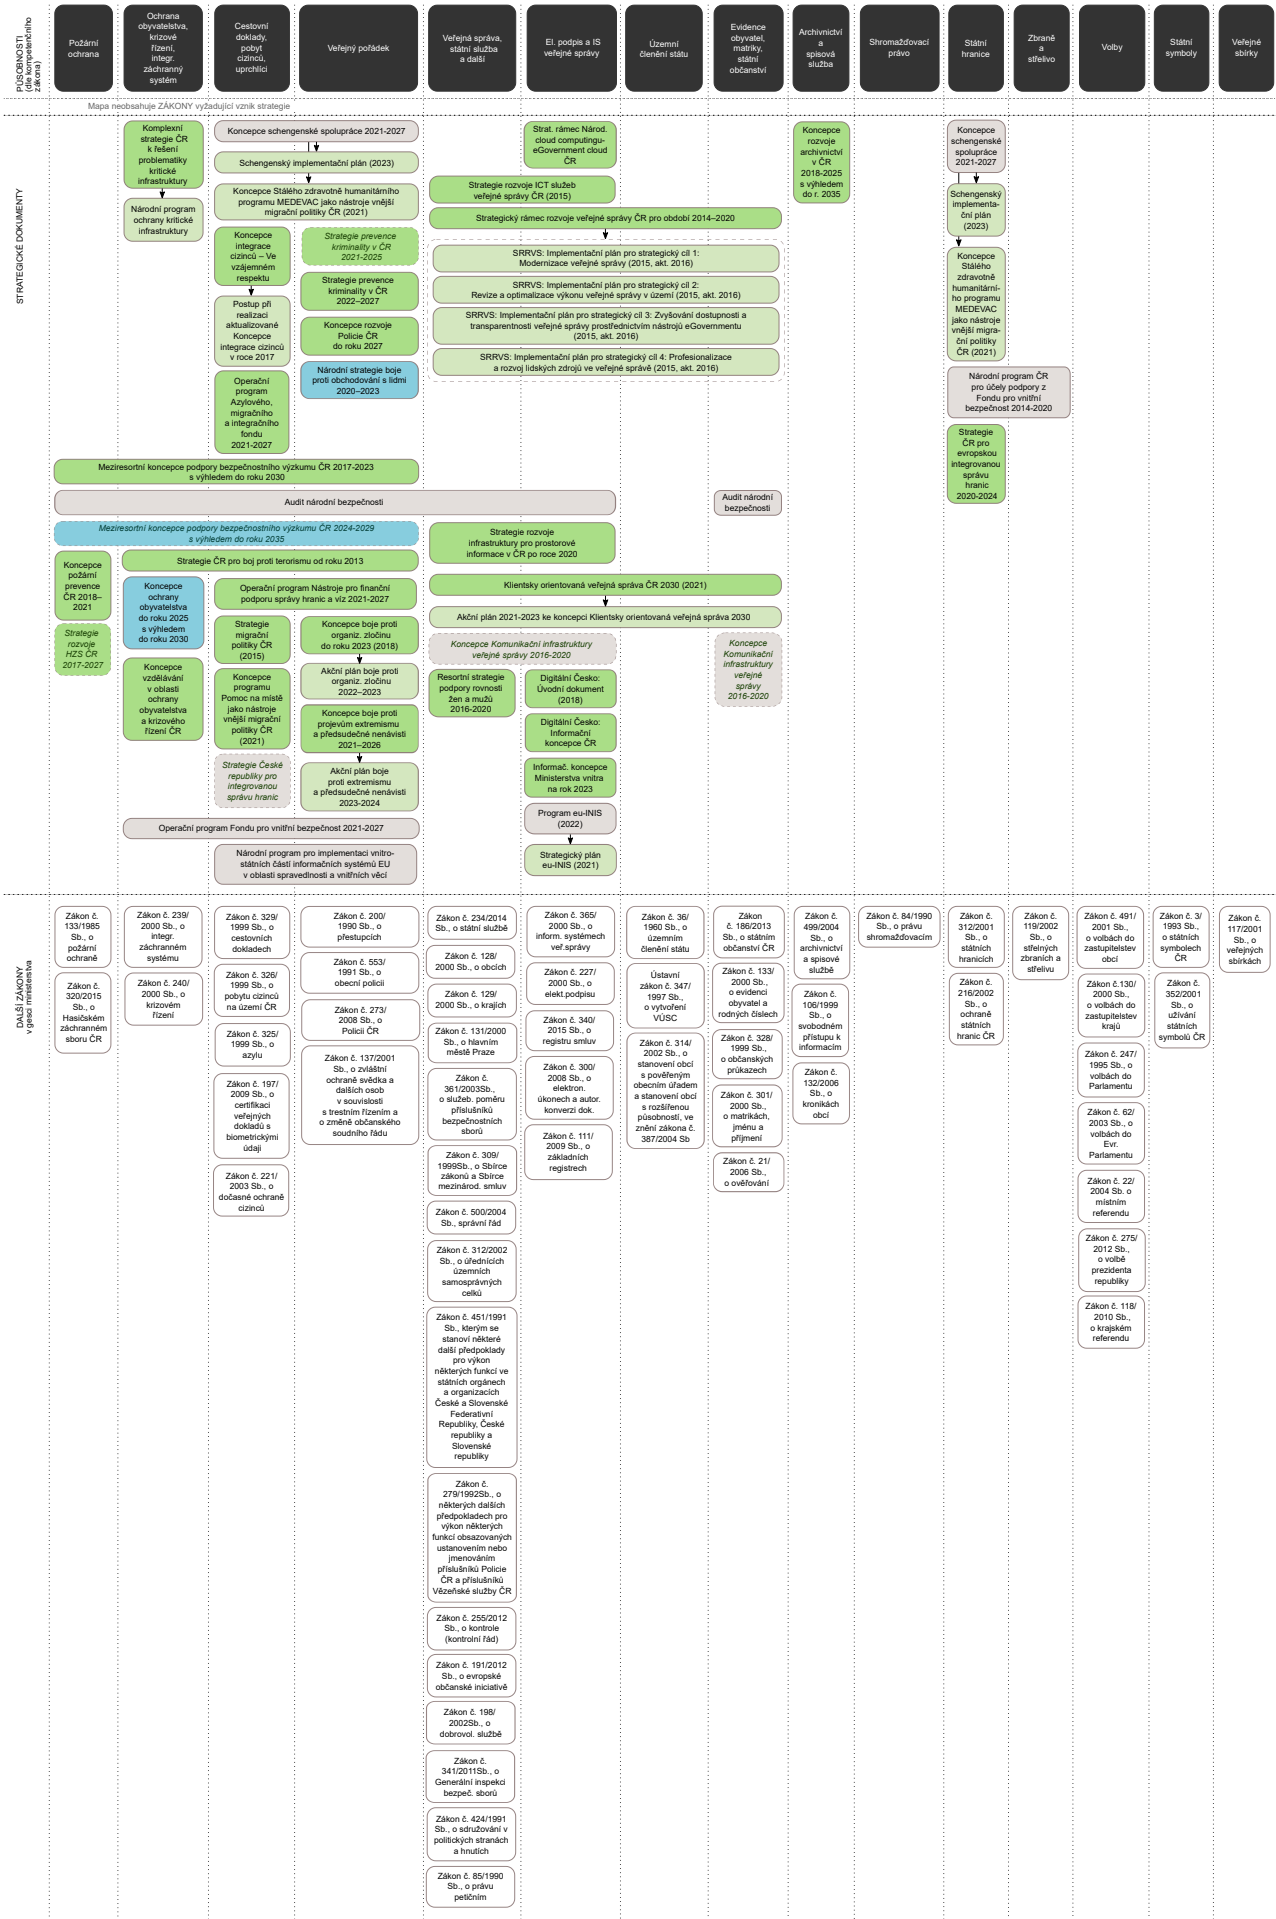 PŮSOBNOSTI
(dle kompetenčního
zákona)
Požární
ochrana
Ochrana
obyvatelstva,
krizové
řízení,
integr.
záchranný
systém
Cestovní
doklady,
pobyt
cizinců,
uprchlíci
Veřejný pořádek
Veřejná správa,
státní služba
a další
El. podpis a IS
veřejné správy
Územní
členění státu
Evidence
obyvatel,
matriky,
státní
občanství
Archivnictví
a
spisová
služba
Shromažďovací
právo
Státní
hranice
Zbraně
a
střelivo
Volby
Státní
symboly
Veřejné
sbírky
Mapa neobsahuje ZÁKONY vyžadující vznik strategie
STRATEGICKÉ DOKUMENTY
Komplexní
strategie ČR
k řešení
problematiky
kritické
infrastruktury
Národní program
ochrany kritické
infrastruktury
Koncepce schengenské spolupráce 2021-2027
Schengenský implementační plán (2023)
Koncepce Stálého zdravotně humanitárního
programu MEDEVAC jako nástroje vnější
migrační politiky ČR (2021)
Koncepce
integrace
cizinců – Ve
vzájemném
respektu
Postup při
realizaci
aktualizované
Koncepce
integrace cizinců
v roce 2017
Operační
program
Azylového,
migračního
a integračního
fondu
2021-2027
Strategie prevence
kriminality v ČR
2021-2025
Strategie prevence
kriminality v ČR
2022–2027
Koncepce rozvoje
Policie ČR
do roku 2027
Národní strategie boje
proti obchodování s lidmi
2020–2023
Strat. rámec Národ.
cloud computingu-
eGovernment cloud
ČR
Strategie rozvoje ICT služeb
veřejné správy ČR (2015)
Strategický rámec rozvoje veřejné správy ČR pro období 2014–2020
SRRVS: Implementační plán pro strategický cíl 1:
Modernizace veřejné správy (2015, akt. 2016)
SRRVS: Implementační plán pro strategický cíl 2:
Revize a optimalizace výkonu veřejné správy v území (2015, akt. 2016)
SRRVS: Implementační plán pro strategický cíl 3: Zvyšování dostupnosti a
transparentnosti veřejné správy prostřednictvím nástrojů eGovernmentu
(2015, akt. 2016)
SRRVS: Implementační plán pro strategický cíl 4: Profesionalizace
a rozvoj lidských zdrojů ve veřejné správě (2015, akt. 2016)
Koncepce
rozvoje
archivnictví
v ČR
2018-2025
s výhledem
do r. 2035
Koncepce
schengenské
spolupráce
2021-2027
Schengenský
implementa-
ční plán
(2023)
Koncepce
Stálého
zdravotně
humanitární-
ho programu
MEDEVAC
jako nástroje
vnější migra-
ční politiky
ČR (2021)
Národní program ČR
pro účely podpory z
Fondu pro vnitřní
bezpečnost 2014-2020
Strategie
ČR pro
evropskou
integrovanou
správu
hranic
2020-2024
Meziresortní koncepce podpory bezpečnostního výzkumu ČR 2017-2023
s výhledem do roku 2030
Audit národní bezpečnosti
Audit národní
bezpečnosti
Meziresortní koncepce podpory bezpečnostního výzkumu ČR 2024-2029
s výhledem do roku 2035
Koncepce
požární
prevence
ČR 2018–
2021
Strategie
rozvoje
HZS ČR
2017-2027
Strategie ČR pro boj proti terorismu od roku 2013
Koncepce
ochrany
obyvatelstva
do roku 2025
s výhledem
do roku 2030
Koncepce
vzdělávání
v oblasti
ochrany
obyvatelstva
a krizového
řízení ČR
Operační program Nástroje pro finanční
podporu správy hranic a víz 2021-2027
Strategie
migrační
politiky ČR
(2015)
Koncepce
programu
Pomoc na místě
jako nástroje
vnější migrační
politiky ČR
(2021)
Strategie České
republiky pro
integrovanou
správu hranic
Koncepce boje proti
organiz. zločinu
do roku 2023 (2018)
Akční plán boje proti
organiz. zločinu
2022–2023
Koncepce boje proti
projevům extremismu
a předsudečné nenávisti
2021–2026
Akční plán boje
proti extremismu
a předsudečné nenávisti
2023-2024
Operační program Fondu pro vnitřní bezpečnost 2021-2027
Národní program pro implementaci vnitro-
státních částí informačních systémů EU
v oblasti spravedlnosti a vnitřních věcí
Strategie rozvoje
infrastruktury pro prostorové
informace v ČR po roce 2020
Klientsky orientovaná veřejná správa ČR 2030 (2021)
Akční plán 2021-2023 ke koncepci Klientsky orientovaná veřejná správa 2030
Koncepce Komunikační infrastruktury
veřejné správy 2016-2020
Koncepce
Komunikační
infrastruktury
veřejné
správy
2016-2020
Resortní strategie
podpory rovnosti
žen a mužů
2016-2020
Digitální Česko:
Úvodní dokument
(2018)
Digitální Česko:
Informační
koncepce ČR
Informač. koncepce
Ministerstva vnitra
na rok 2023
Program eu-INIS
(2022)
Strategický plán
eu-INIS (2021)
DALŠÍ ZÁKONY
v gesci ministerstva
Zákon č.
133/1985
Sb., o
požární
ochraně
Zákon č.
320/2015
Sb., o
Hasičském
záchranném
sboru ČR
Zákon č. 239/
2000 Sb., o
integr.
záchranném
systému
Zákon č. 240/
2000 Sb., o
krizovém
řízení
Zákon č. 329/
1999 Sb., o
cestovních
dokladech
Zákon č. 326/
1999 Sb., o
pobytu cizinců
na území ČR
Zákon č. 325/
1999 Sb., o
azylu
Zákon č. 197/
2009 Sb., o
certifikaci
veřejných
dokladů s
biometrickými
údaji
Zákon č. 221/
2003 Sb., o
dočasné ochraně
cizinců
Zákon č. 200/
1990 Sb., o
přestupcích
Zákon č. 553/
1991 Sb., o
obecní policii
Zákon č. 273/
2008 Sb., o
Policii ČR
Zákon č. 137/2001
Sb., o zvláštní
ochraně svědka a
dalších osob
v souvislosti
s trestním řízením a
o změně občanského
soudního řádu
Zákon č. 234/2014
Sb., o státní službě
Zákon č. 128/
2000 Sb., o obcích
Zákon č. 129/
2000 Sb., o krajích
Zákon č. 131/2000
Sb., o hlavním
městě Praze
Zákon č.
361/2003Sb.,
o služeb. poměru
příslušníků
bezpečnostních
sborů
Zákon č. 309/
1999Sb., o Sbírce
zákonů a Sbírce
mezinárod. smluv
Zákon č. 500/2004
Sb., správní řád
Zákon č. 312/2002
Sb., o úřednících
územních
samosprávných
celků
Zákon č. 451/1991
Sb., kterým se
stanoví některé
další předpoklady
pro výkon
některých funkcí ve
státních orgánech
a organizacích
České a Slovenské
Federativní
Republiky, České
republiky a
Slovenské
republiky
Zákon č.
279/1992Sb., o
některých dalších
předpokladech pro
výkon některých
funkcí obsazovaných
ustanovením nebo
jmenováním
příslušníků Policie
ČR a příslušníků
Vězeňské služby ČR
Zákon č. 255/2012
Sb., o kontrole
(kontrolní řád)
Zákon č. 191/2012
Sb., o evropské
občanské iniciativě
Zákon č. 198/
2002Sb., o
dobrovol. službě
Zákon č.
341/2011Sb., o
Generální inspekci
bezpeč. sborů
Zákon č. 424/1991
Sb., o sdružování v
politických stranách
a hnutích
Zákon č. 85/1990
Sb., o právu
petičním
Zákon č. 365/
2000 Sb., o
inform. systémech
veř.správy
Zákon č. 227/
2000 Sb., o
elekt.podpisu
Zákon č. 340/
2015 Sb., o
registru smluv
Zákon č. 300/
2008 Sb., o
elektron.
úkonech a autor.
konverzi dok.
Zákon č. 111/
2009 Sb., o
základních
registrech
Zákon č. 36/
1960 Sb., o
územním
členění státu
Ústavní
zákon č. 347/
1997 Sb.,
o vytvoření
VÚSC
Zákon č. 314/
2002 Sb., o
stanovení obcí
s pověřeným
obecním úřadem
a stanovení obcí
s rozšířenou
působností, ve
znění zákona č.
387/2004 Sb
Zákon
č. 186/2013
Sb., o státním
občanství ČR
Zákon č. 133/
2000 Sb., o
evidenci
obyvatel a
rodných číslech
Zákon č. 328/
1999 Sb.,
o občanských
průkazech
Zákon č. 301/
2000 Sb.,
o matrikách,
jménu a
příjmení
Zákon č. 21/
2006 Sb.,
o ověřování
Zákon č.
499/2004
Sb., o
archivnictví
a spisové
službě
Zákon č.
106/1999
Sb., o
svobodném
přístupu k
informacím
Zákon č.
132/2006
Sb., o
kronikách
obcí
Zákon č. 84/1990
Sb., o právu
shromažďovacím
Zákon č.
312/2001
Sb., o
státních
hranicích
Zákon č.
216/2002
Sb., o
ochraně
státních
hranic ČR
Zákon č.
119/2002
Sb., o
střelných
zbraních a
střelivu
Zákon č. 491/
2001 Sb.,
o volbách do
zastupitelstev
obcí
Zákon č.130/
2000 Sb.,
o volbách do
zastupitelstev
krajů
Zákon č. 247/
1995 Sb., o
volbách do
Parlamentu
Zákon č. 62/
2003 Sb., o
volbách do
Evr.
Parlamentu
Zákon č. 22/
2004 Sb. o
místním
referendu
Zákon č. 275/
2012 Sb.,
o volbě
prezidenta
republiky
Zákon č. 118/
2010 Sb.,
o krajském
referendu
Zákon č. 3/
1993 Sb., o
státních
symbolech
ČR
Zákon č.
352/2001
Sb., o
užívání
státních
symbolů ČR
Zákon č.
117/2001
Sb., o
veřejných
sbírkách